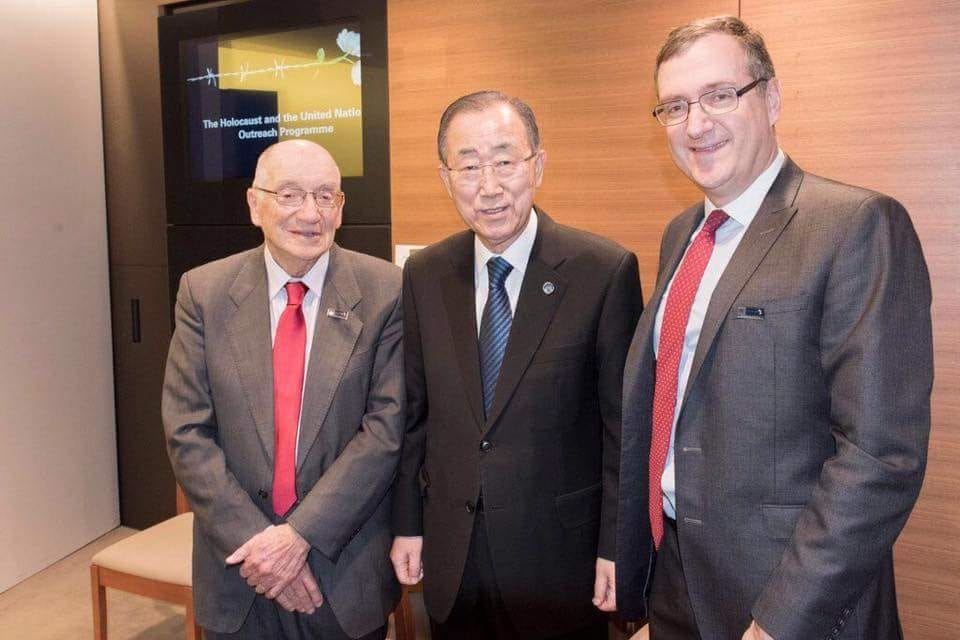 The Holocaust and the United Natio
Outreach Programme